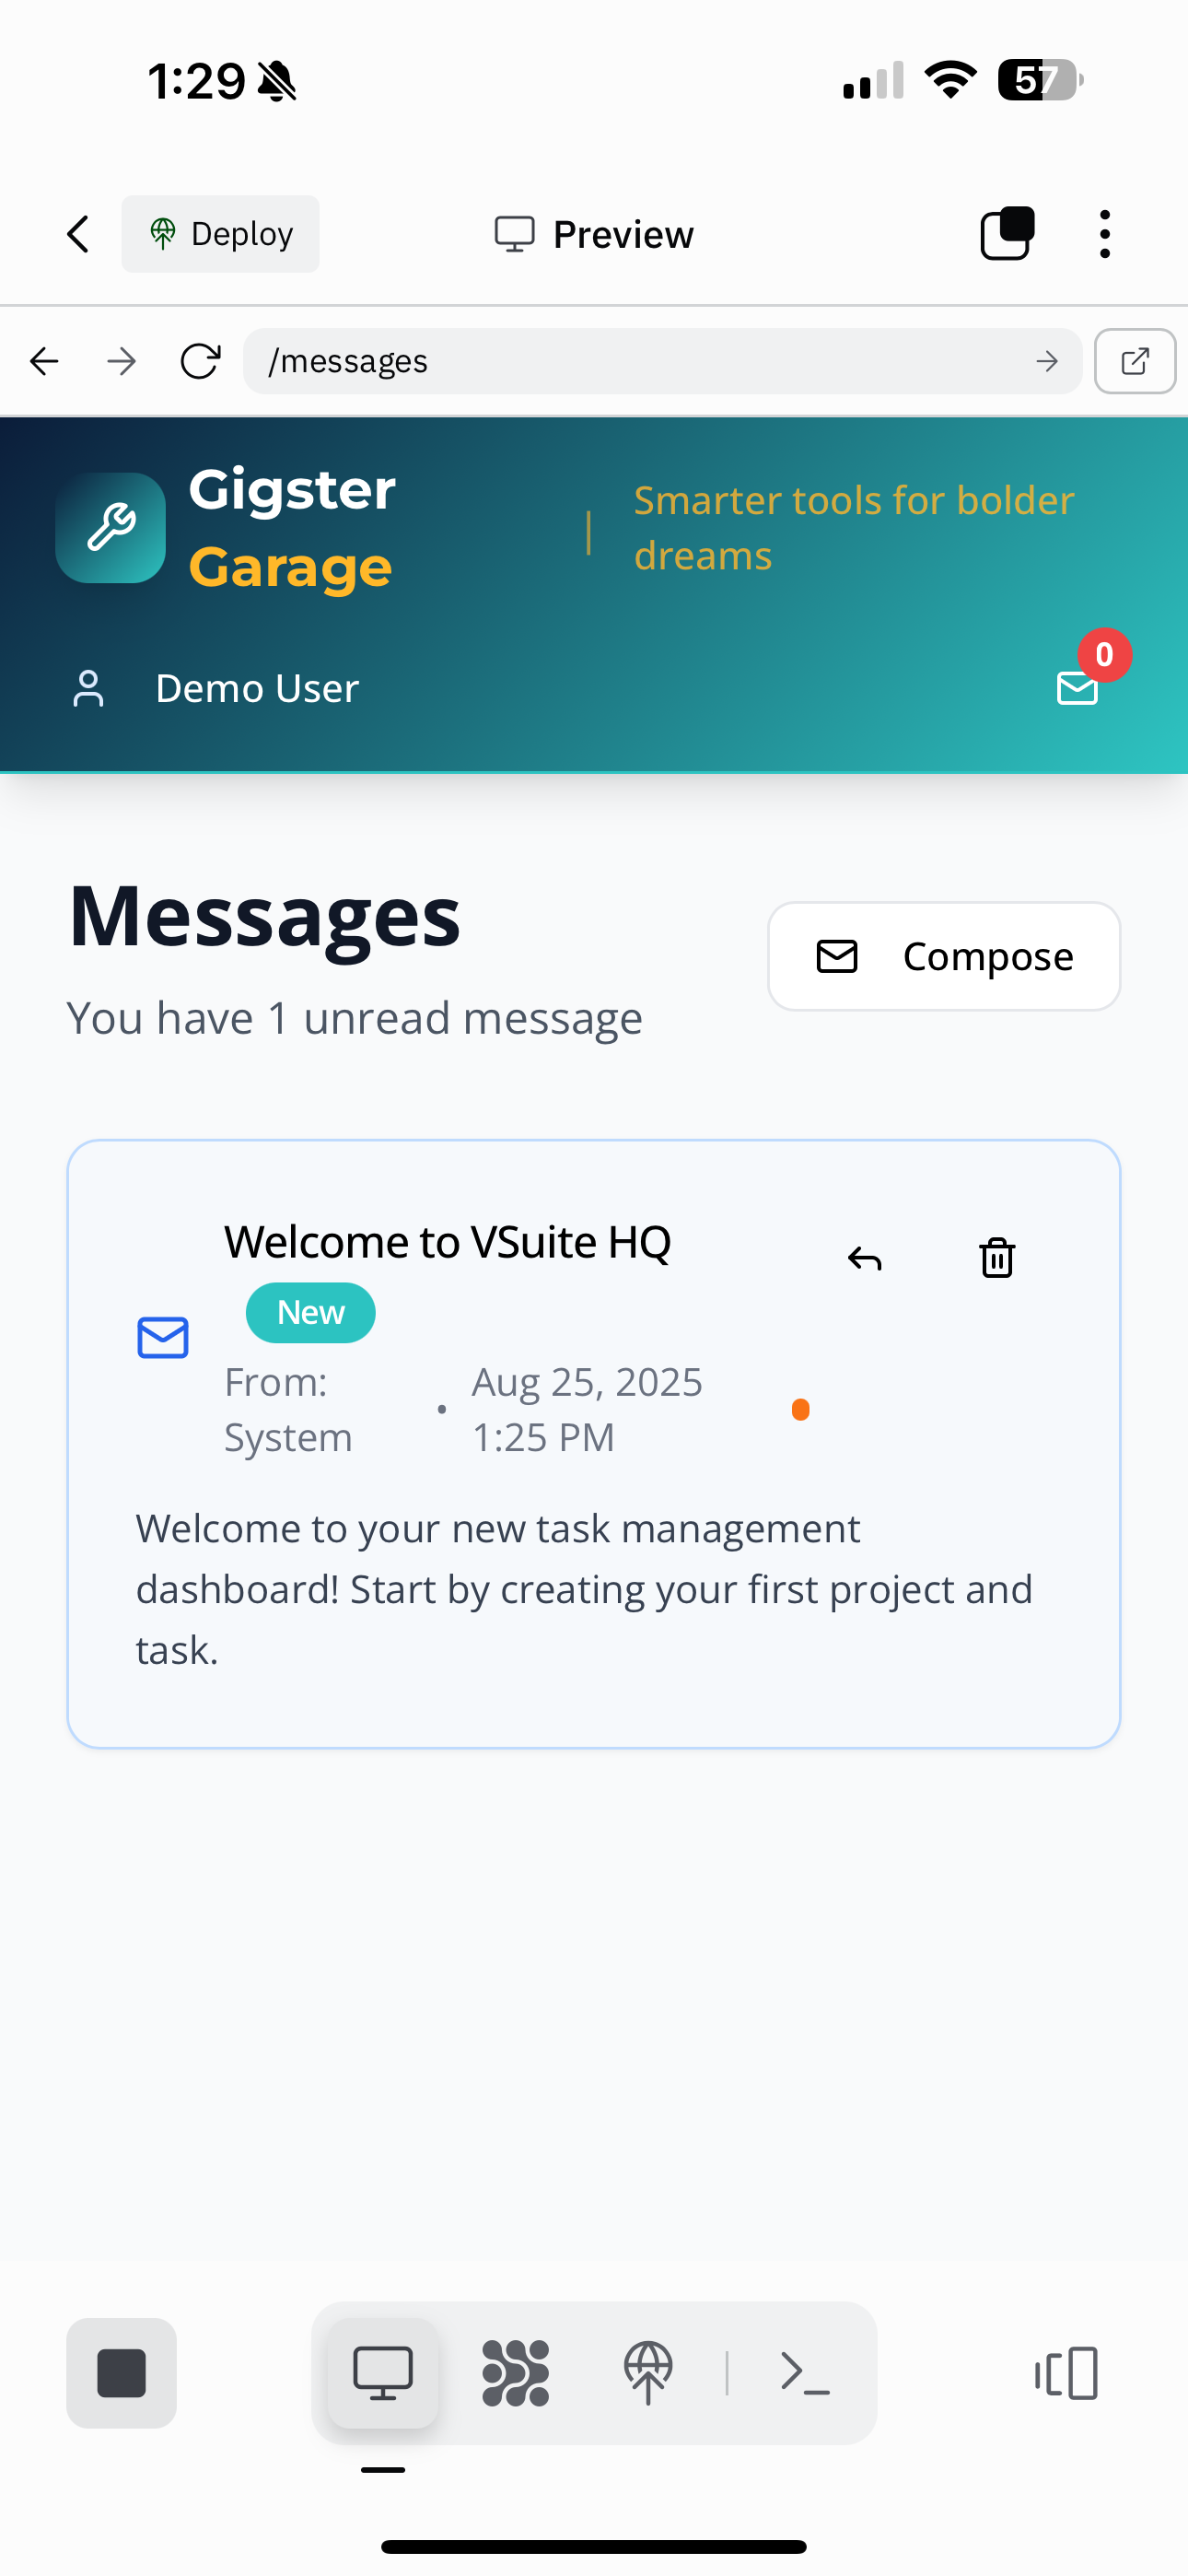 1:29
57
Deploy
Preview
/messages
Gigster
Garage
Smarter tools for bolder
dreams
Demo User
0
Messages
You have 1 unread message
Compose
Welcome to VSuite HQ
New
From:
System
•
Aug 25, 2025
1:25 PM
Welcome to your new task management
dashboard! Start by creating your first project and
task.